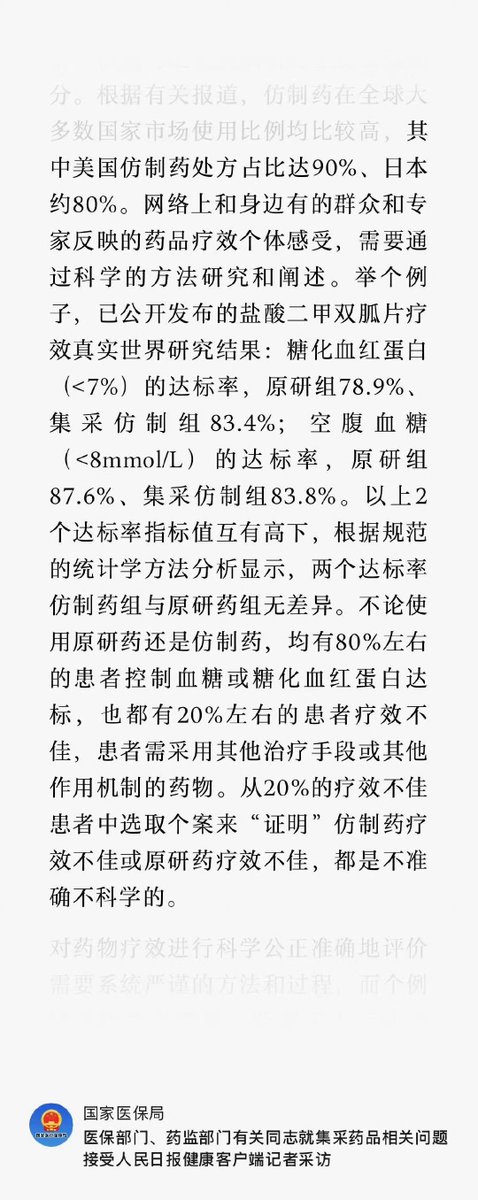 分。根据有关报道，仿制药在全球大
多数国家市场使用比例均比较高，其
中美国仿制药处方占比达90%、日本
约80%。网络上和身边有的群众和专
家反映的药品疗效个体感受，需要通
过科学的方法研究和阐述。举个例
子，已公开发布的盐酸二甲双胍片疗
效真实世界研究结果：糖化血红蛋白
（<7%）的达标率，原研组78.9%、
集采仿制组83.4%；空腹血糖
（<8mmol/L）的达标率，原研组
87.6%、集采仿制组83.8%。以上2
个达标率指标值互有高下，根据规范
的统计学方法分析显示，两个达标率
仿制药组与原研药组无差异。不论使
用原研药还是仿制药，均有80%左右
的患者控制血糖或糖化血红蛋白达
标，也都有20%左右的患者疗效不
佳，患者需采用其他治疗手段或其他
作用机制的药物。从20%的疗效不佳
患者中选取个案来“证明”仿制药疗
效不佳或原研药疗效不佳，都是不准
确不科学的。
对药物疗效进行科学公正准确地评价
需要系统严谨的方法和过程，而个例
国家医保局
医保部门、药监部门有关同志就集采药品相关问题
接受人民日报健康客户端记者采访